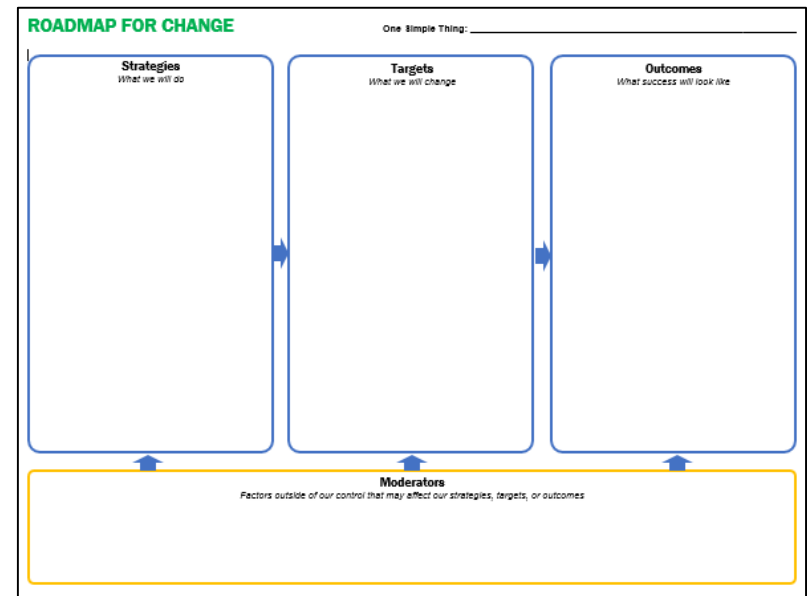 ROADMAP FOR CHANGE
One Simple Thing:
Strategies
What we will do
Targets
What we will change
Outcomes
What success will look like
Moderators
Factors outside of our control that may affect our strategies, targets, or outcomes